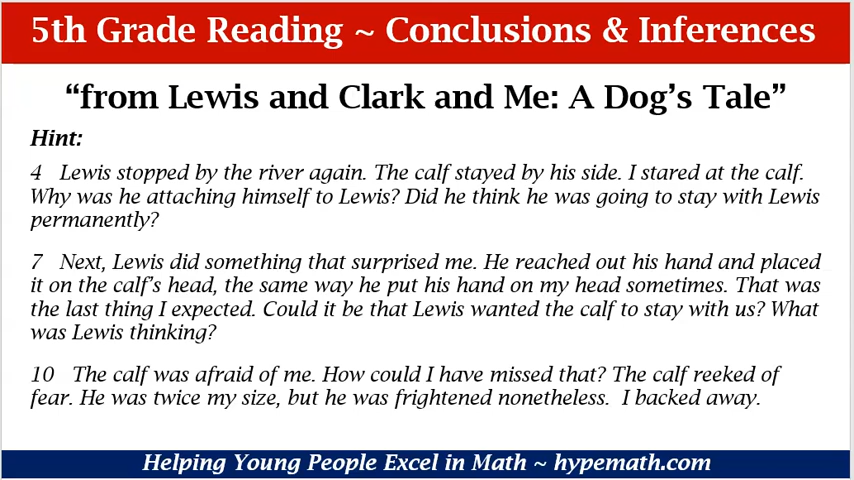 5th Grade Reading ~ Conclusions & Inferences
“from Lewis and Clark and Me: A Dog’s Tale”
Hint:
4 Lewis stopped by the river again. The calf stayed by his side. I stared at the calf.
Why was he attaching himself to Lewis? Did he think he was going to stay with Lewis
permanently?
7 Next, Lewis did something that surprised me. He reached out his hand and placed
it on the calf’s head, the same way he put his hand on my head sometimes. That was
the last thing I expected. Could it be that Lewis wanted the calf to stay with us? What
was Lewis thinking?
10 The calf was afraid of me. How could I have missed that? The calf reeked of
fear. He was twice my size, but he was frightened nonetheless. I backed away.
Helping Young People Excel in Math ~ hypemath.com